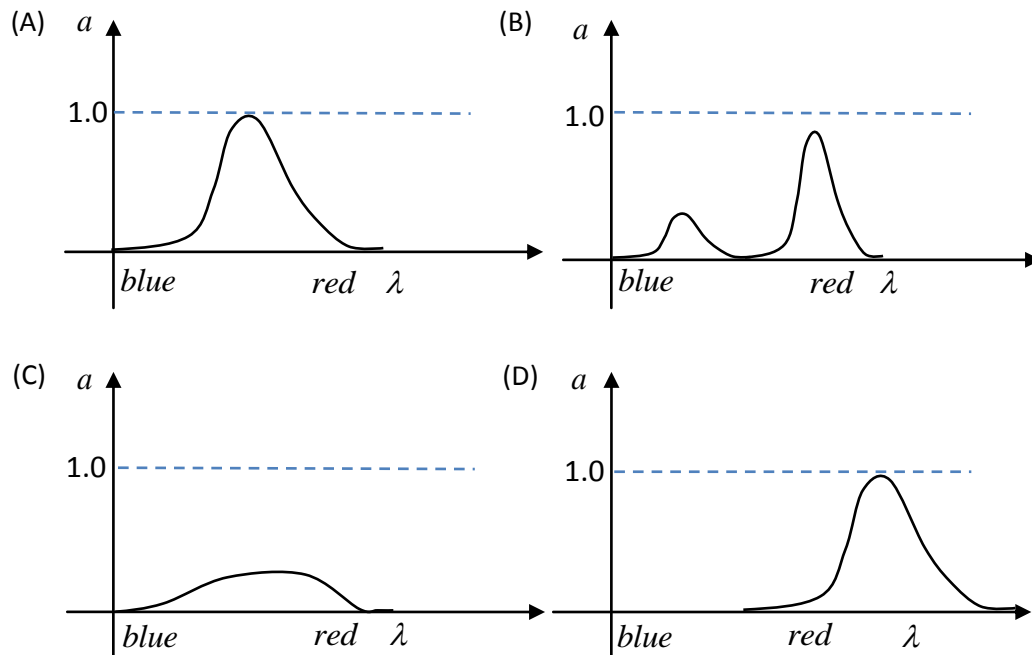 (A) a
1.0
blue red λ
(B) a
1.0
blue red λ
(C) a
1.0
blue red λ
(D) a
1.0
blue red λ